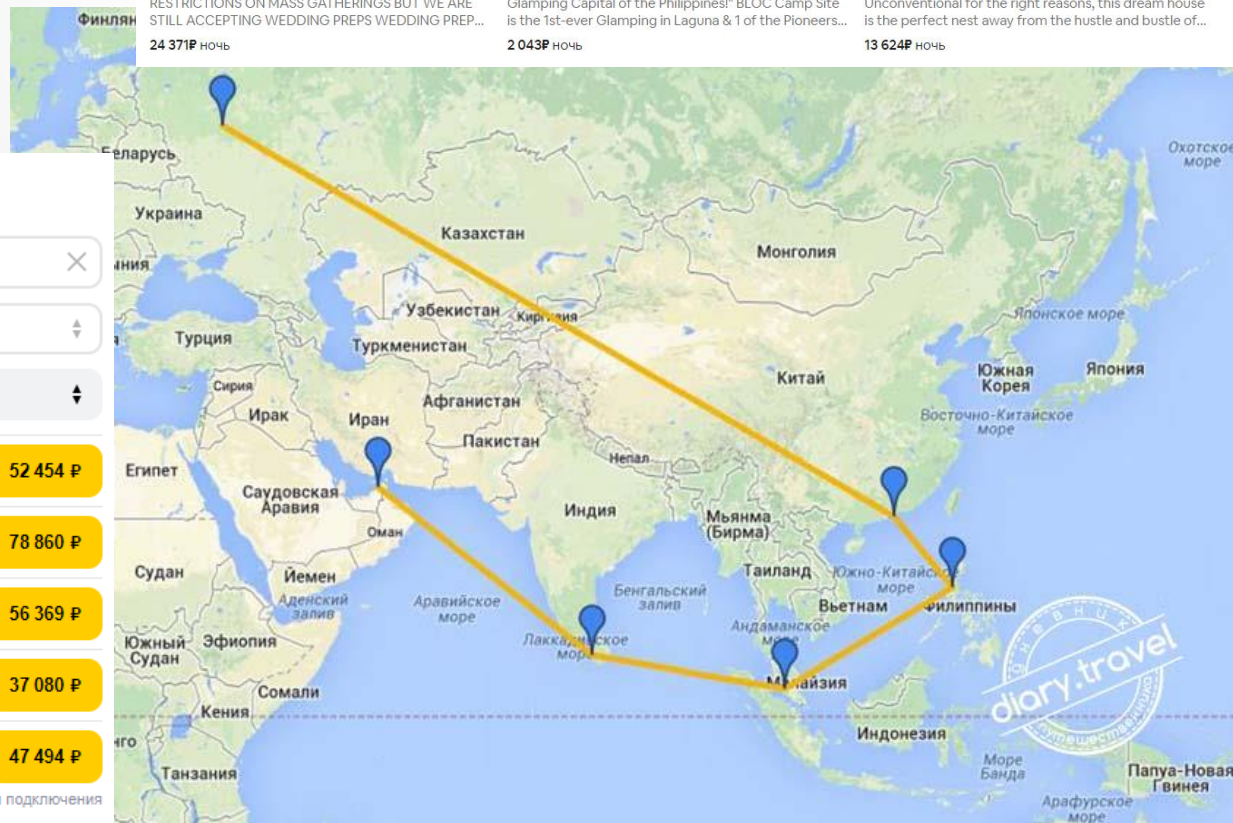 RESTRICTIONS ON MASS GATHERINGS BUT WE ARE
STILL ACCEPTING WEDDING PREPS WEDDING PREP...
24 371₽ ночь
Glamping Capital of the Philippines!" BLOC Camp Site
is the 1st-ever Glamping in Laguna & 1 of the Pioneers...
2 043₽ ночь
Unconventional for the right reasons, this dream house
is the perfect nest away from the hustle and bustle of...
13 624₽ ночь
Финлян
Беларусь
Украина
Казахстан
Монголия
Охотское
море
ыния
Узбекистан
Киргизия
Японское море
Турция
Туркменистан
Южная
Корея
Япония
Китай
Сирия
Афганистан
Ирак
Иран
Восточно-Китайское
море
Пакистан
Непал
Египет
Саудовская
Аравия
Индия
Мьянма
(Бирма)
Оман
Судан
Йемен
Таиланд
Южно-Китайское
море
Аденский
залив
Аравийское
море
Бенгальский
залив
Вьетнам
Филиппины
Андаманское
море
Южный
Судан
Эфиопия
Лаккадивское
море
Сомали
Малайзия
Кения
нго
Индонезия
Танзания
Море
Банда
Папуа-Новая
Гвинея
Арафурское
море
52 454 ₽
78 860 ₽
56 369 ₽
37 080 ₽
47 494 ₽
подключения
дневник
diary.travel
путешественника